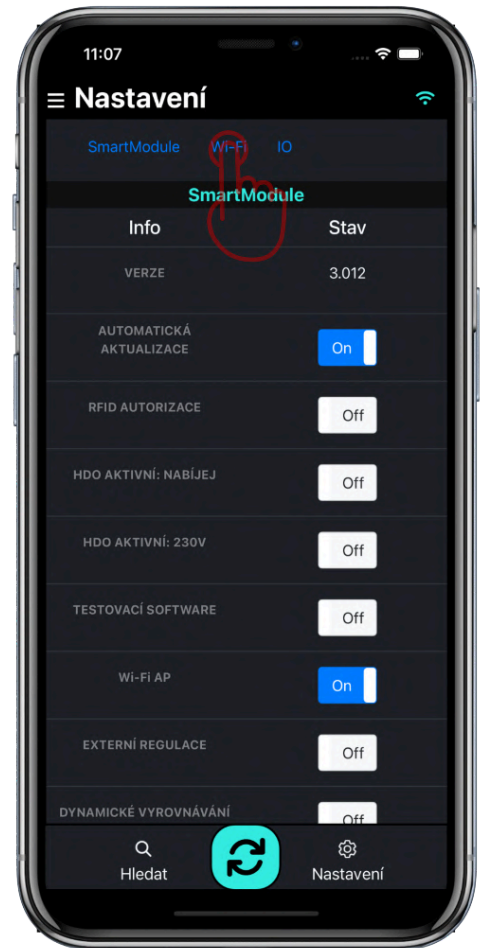 11:07
Nastavení
SmartModule Wi-Fi IO
SmartModule
Info Stav
VERZE 3.012
AUTOMATICKÁ
AKTUALIZACE On
RFID AUTORIZACE Off
HDO AKTIVNÍ: NABÍJEJ Off
HDO AKTIVNÍ: 230V Off
TESTOVACÍ SOFTWARE Off
Wi-Fi AP On
EXTERNÍ REGULACE Off
DYNAMICKÉ VYROVNÁVÁNÍ Off
Hledat Nastavení